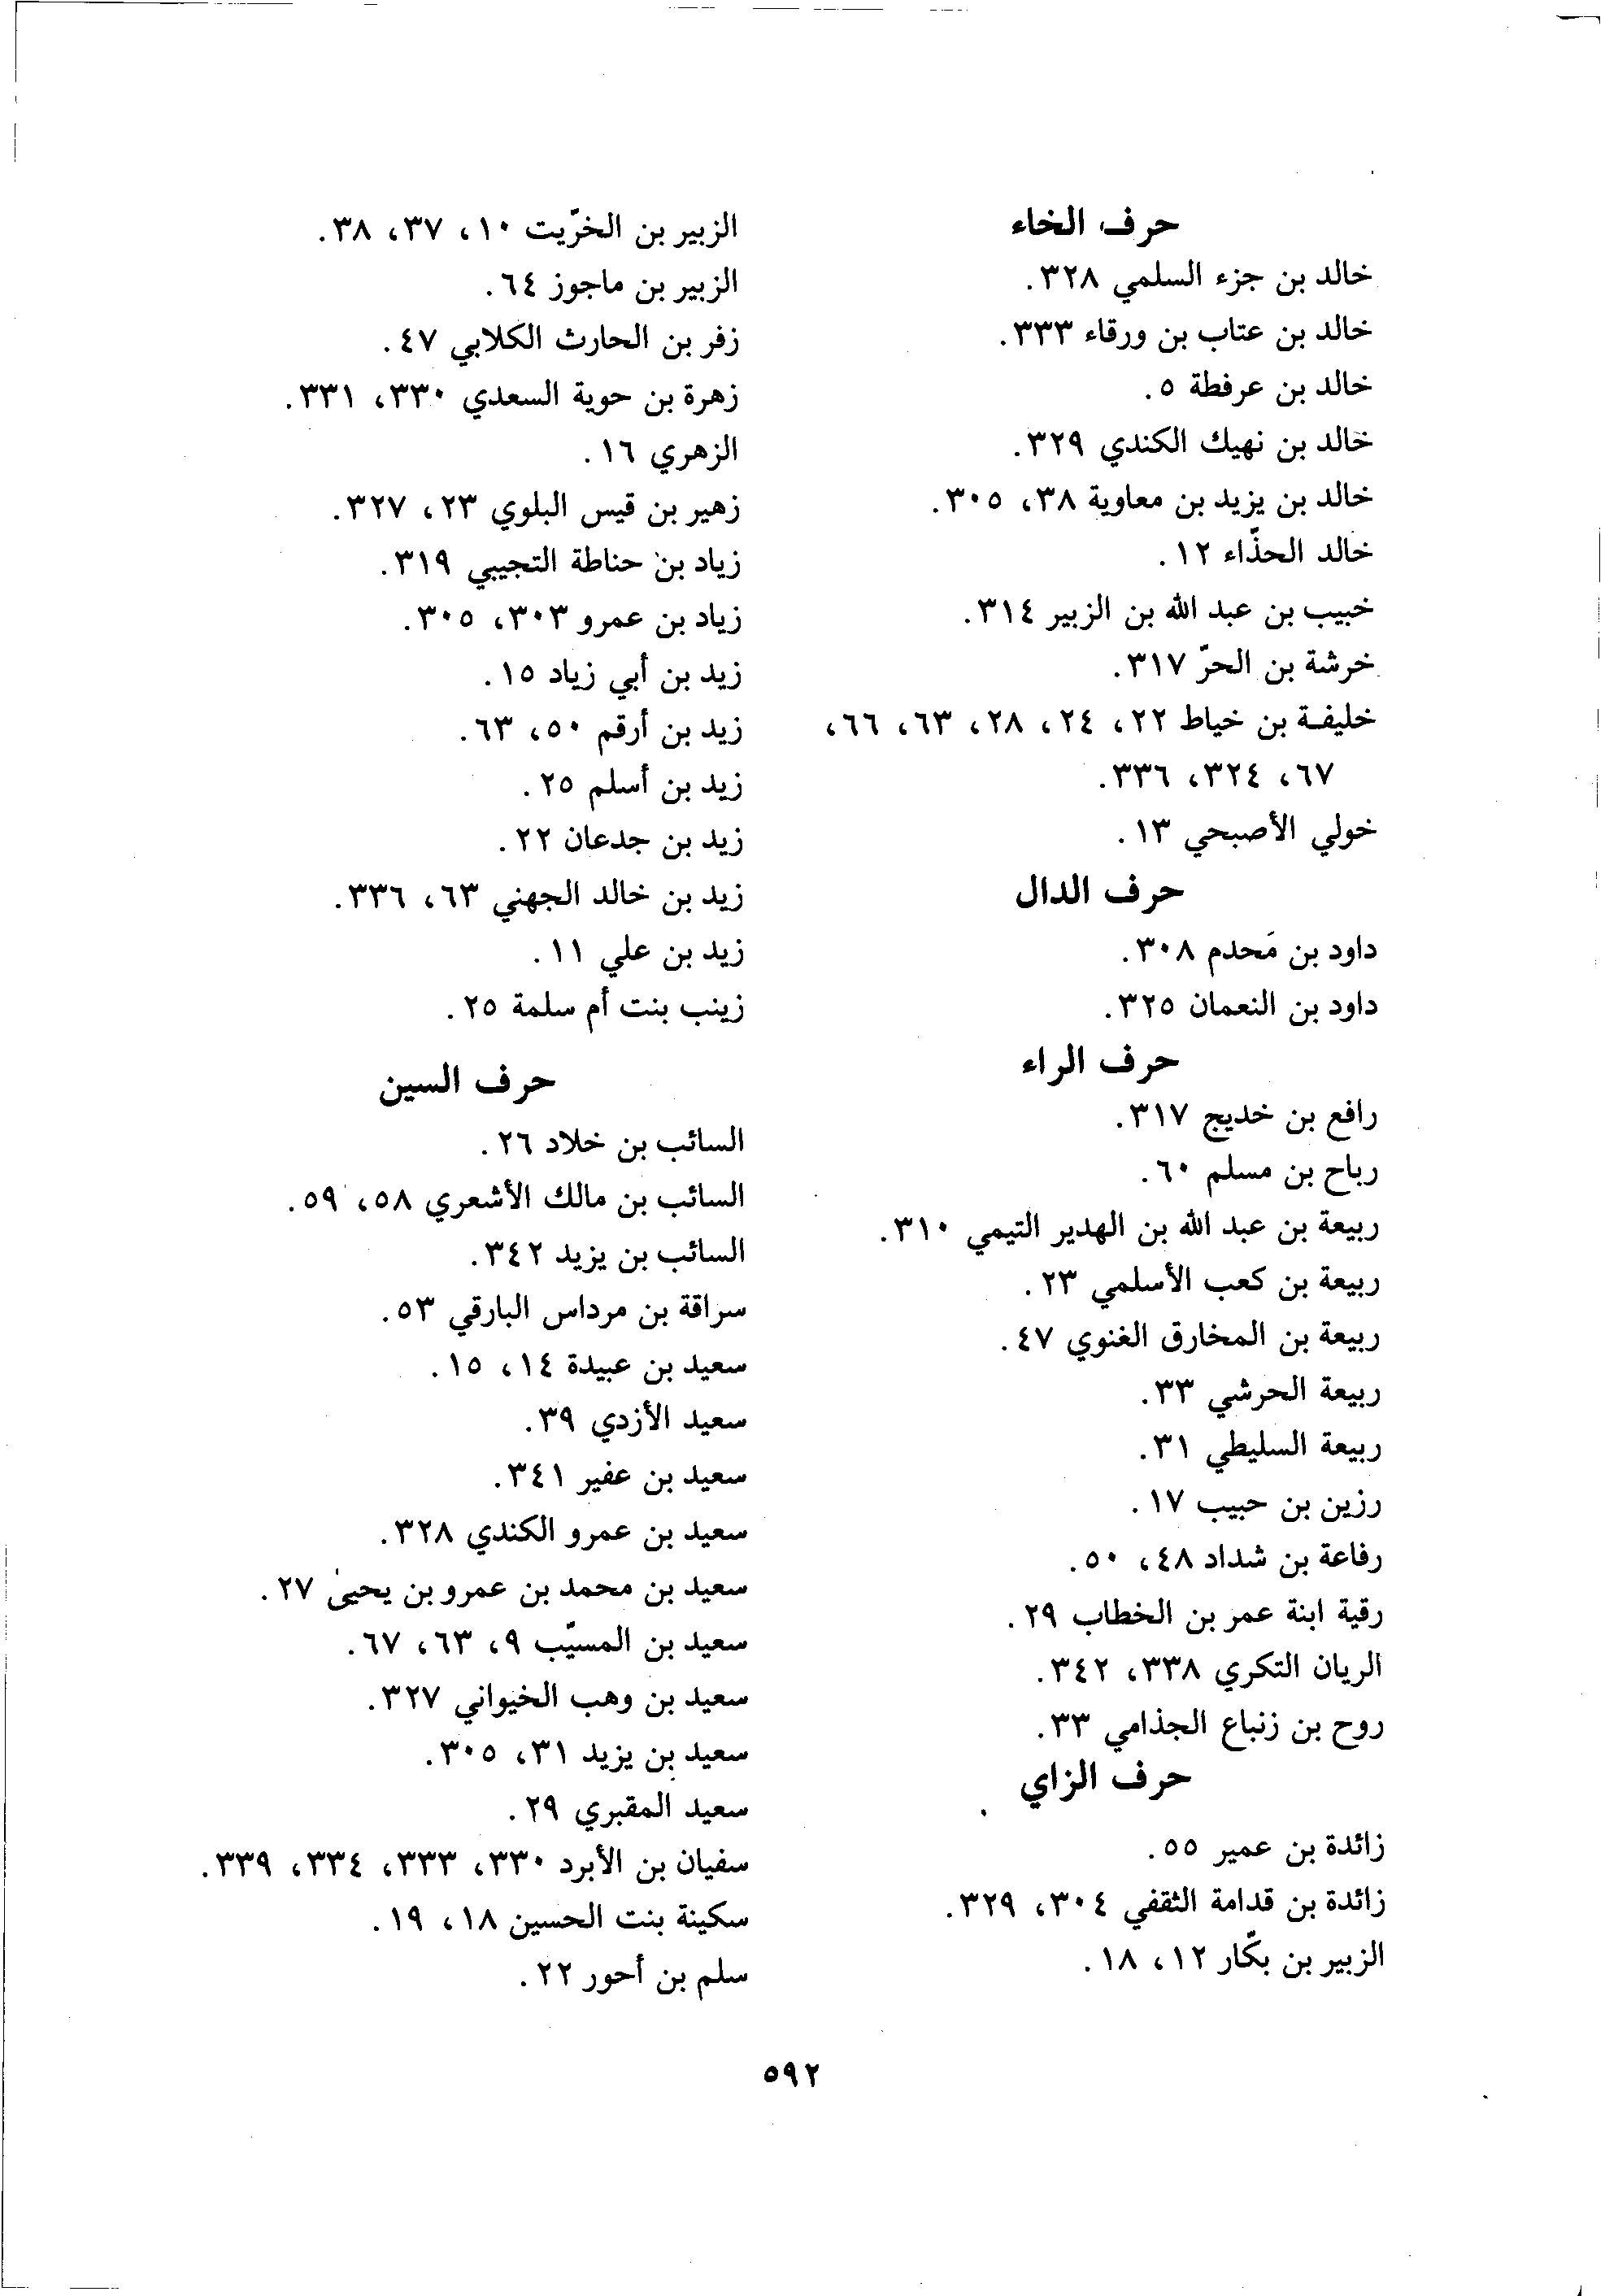 حرف الخاء
خالد بن جزء السلمي ٣٢٨.
خالد بن عتاب بن ورقاء ٣٣٣.
خالد بن عرفطة ٥.
خالد بن نهيك الكندي ٣٢٩.
خالد بن يزيد بن معاوية ٣٨، ٣٠٥.
خالد الحذّاء ١٢.
خبيب بن عبد الله بن الزبير ٣١٤.
خرشة بن الحرّ ٣١٧.
خليفة بن خياط ٢٢، ٢٤، ٢٨، ٦٣، ٦٦،
٦٧، ٣٢٤، ٣٣٦.
خولي الأصبحي ١٣.
حرف الدال
داود بن مَحدم ٣٠٨.
داود بن النعمان ٣٢٥.
حرف الراء
رافع بن خديج ٣١٧.
رباح بن مسلم ٦٠.
ربيعة بن عبد الله بن الهدير التيمي ٣١٠.
ربيعة بن كعب الأسلمي ٢٣.
ربيعة بن المخارق الغنوي ٤٧.
ربيعة الحرشي ٣٣.
ربيعة السليطي ٣١.
رزين بن حبيب ١٧.
رفاعة بن شداد ٤٨، ٥٠.
رقية ابنة عمر بن الخطاب ٢٩.
الريان التكري ٣٣٨، ٣٤٢.
روح بن زنباع الجذامي ٣٣.
حرف الزاي
زائدة بن عمير ٥٥.
زائدة بن قدامة الثقفي ٣٠٤، ٣٢٩.
الزبير بن بكّار ١٢، ١٨.
الزبير بن الخرّيت ١٠، ٣٧، ٣٨.
الزبير بن ماجوز ٦٤.
زفر بن الحارث الكلابي ٤٧.
زهرة بن حوية السعدي ٣٣٠، ٣٣١.
الزهري ١٦.
زهير بن قيس البلوي ٢٣، ٣٢٧.
زياد بن حناطة التجيبي ٣١٩.
زياد بن عمرو ٣٠٣، ٣٠٥.
زيد بن أبي زياد ١٥.
زيد بن أرقم ٥٠، ٦٣.
زيد بن أسلم ٢٥.
زيد بن جدعان ٢٢.
زيد بن خالد الجهني ٦٣، ٣٣٦.
زيد بن علي ١١.
زينب بنت أم سلمة ٢٥.
حرف السين
السائب بن خلاد ٢٦.
السائب بن مالك الأشعري ٥٨، ٥٩.
السائب بن يزيد ٣٤٢.
سراقة بن مرداس البارقي ٥٣.
سعيد بن عبيدة ١٤، ١٥.
سعيد الأزدي ٣٩.
سعيد بن عفير ٣٤١.
سعيد بن عمرو الكندي ٣٢٨.
سعيد بن محمد بن عمرو بن يحيىٰ ٢٧.
سعيد بن المسيّب ٩، ٦٣، ٦٧.
سعيد بن وهب الخيواني ٣٢٧.
سعيد بن يزيد ٣١، ٣٠٥.
سعيد المقبري ٢٩.
سفيان بن الأبرد ٣٣٠، ٣٣٣، ٣٣٤، ٣٣٩.
سكينة بنت الحسين ١٨، ١٩.
سلم بن أحور ٢٢.
٥٩٢